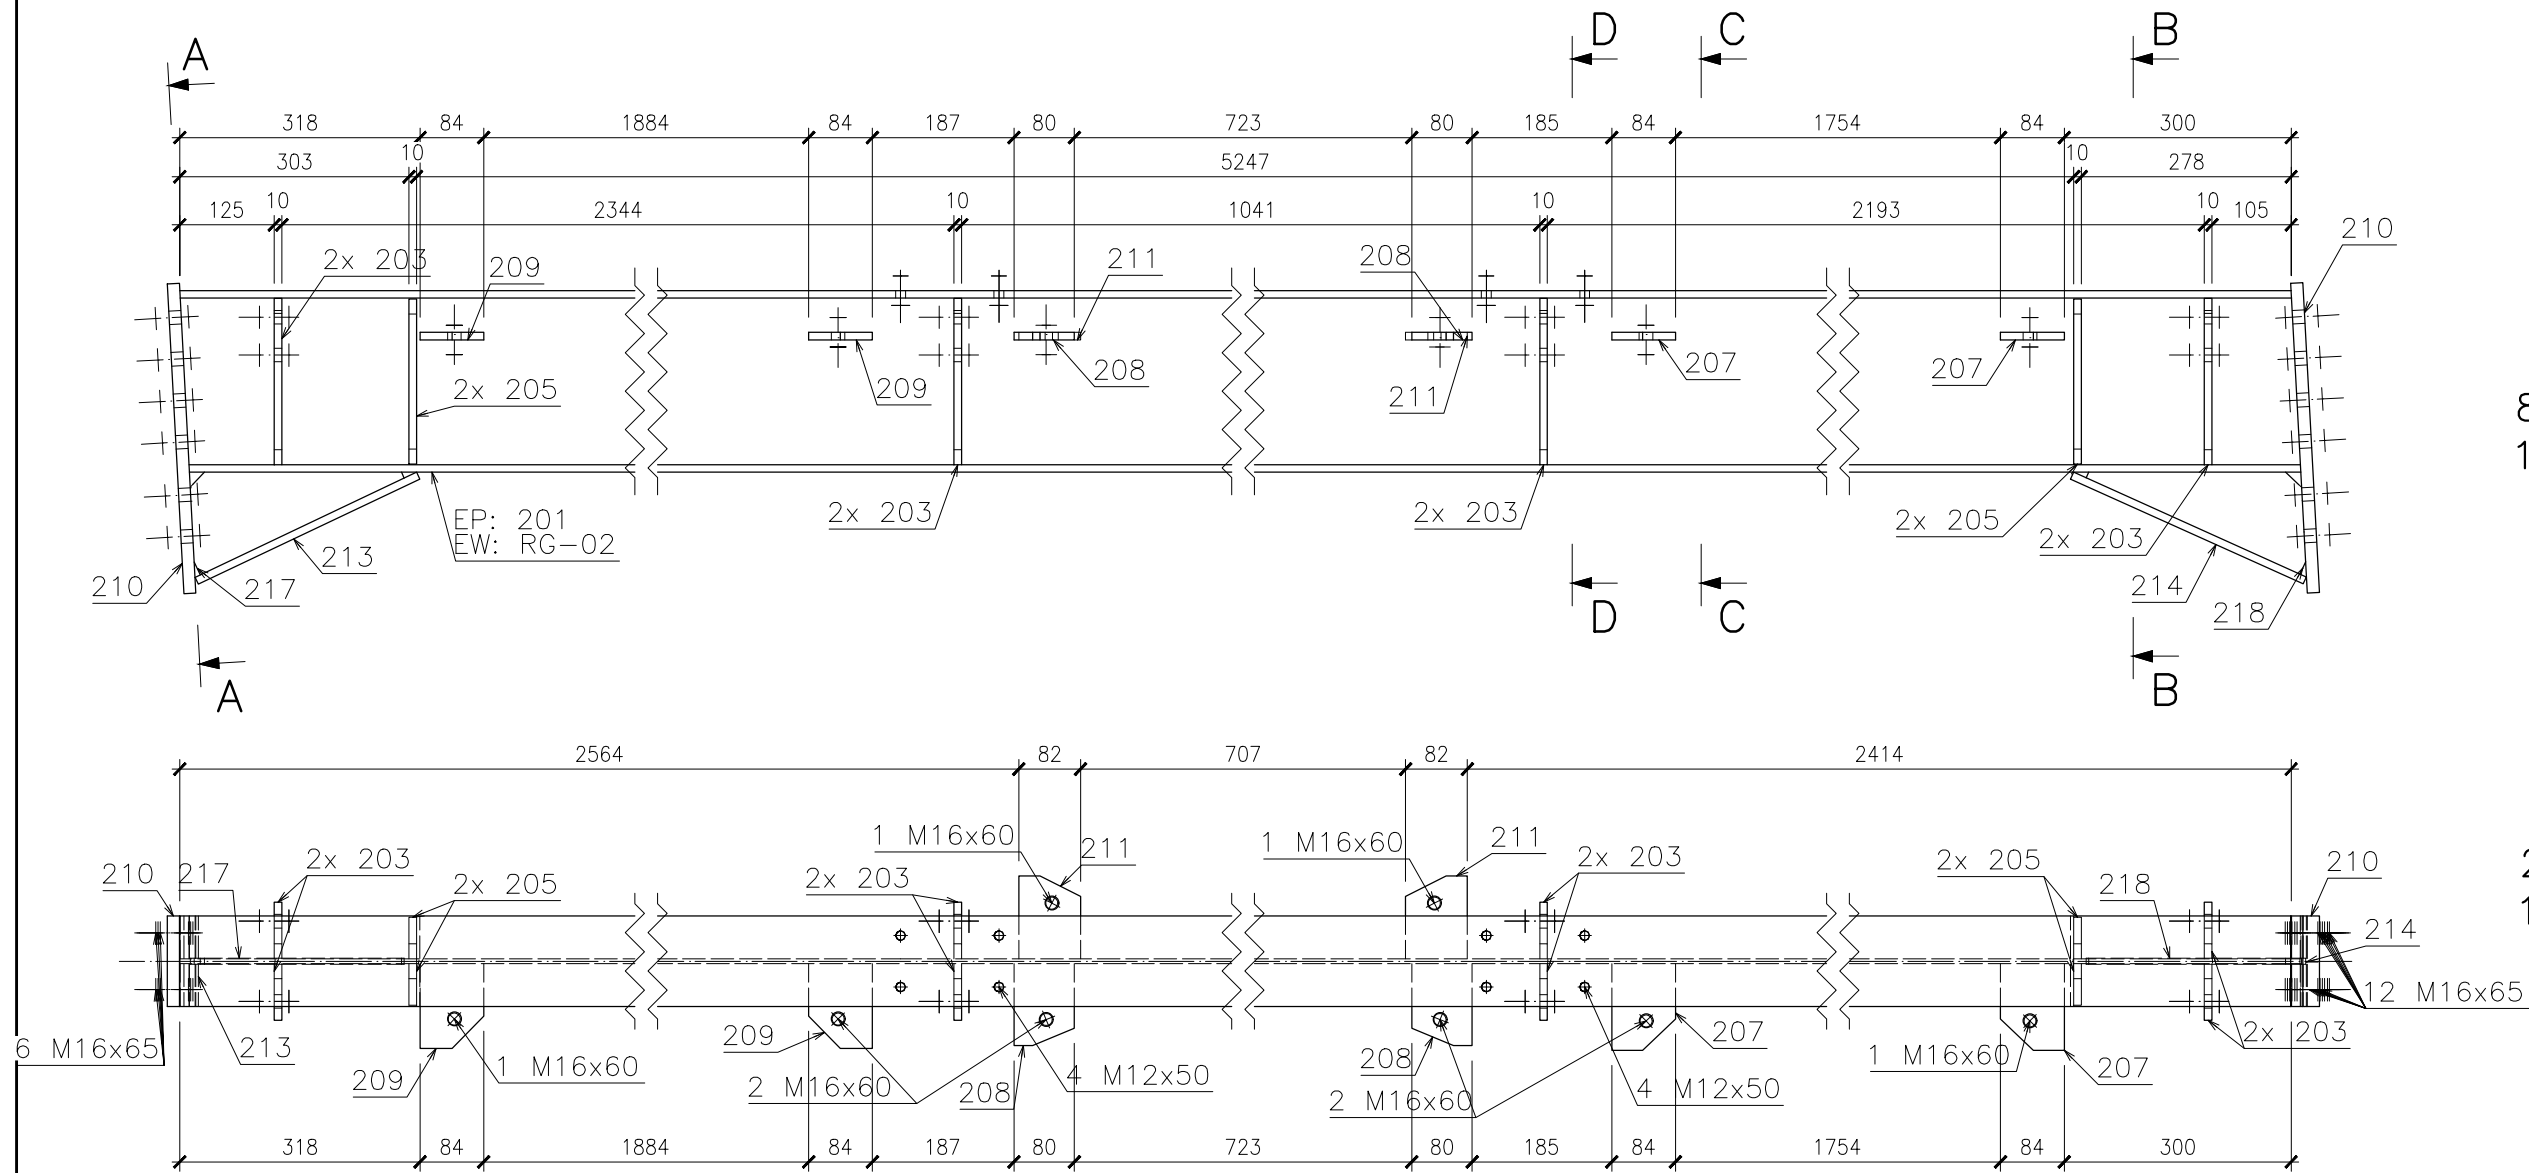 A D C B
318 84 1884 84 187 80 723 80 185 84 1754 84 300
303 10 5247 10 278
125 10 2344 10 1041 10 2193 10 105
210
2x 203 209 211 208
2x 205 209 208 211 207 207
EP: 201
EW: RG-02
2x 203 2x 203 2x 205 2x 203
210 217 213 214 218
A D C B
2564 82 707 82 2414
1 M16x60 211 1 M16x60 211
210 217 2x 203 2x 205 2x 203 2x 203 2x 205 218 210
214
12 M16x65
6 M16x65 213 209 1 M16x60 209 2 M16x60 208 4 M12x50 208 2 M16x60 4 M12x50 207 1 M16x60 207 2x 203
318 84 1884 84 187 80 723 80 185 84 1754 84 300